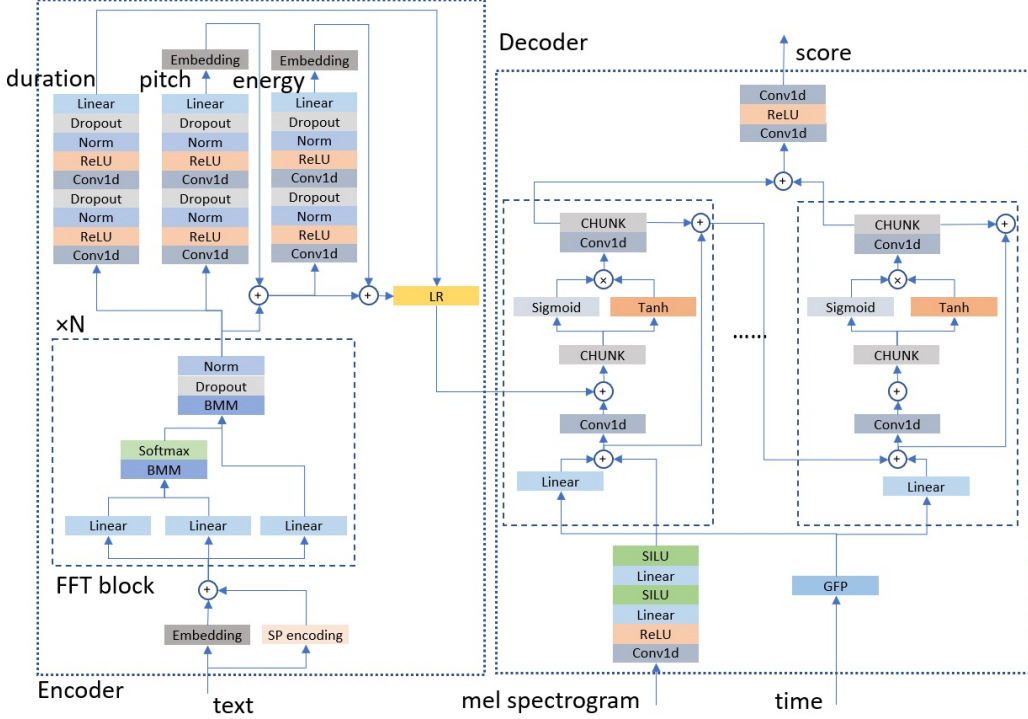 Decoder
score
duration
pitch
energy
Embedding
Embedding
Linear
Dropout
Norm
ReLU
Conv1d
Dropout
Norm
ReLU
Conv1d
Linear
Dropout
Norm
ReLU
Conv1d
Dropout
Norm
ReLU
Conv1d
Linear
Dropout
Norm
ReLU
Conv1d
Dropout
Norm
ReLU
Conv1d
+
+
LR
×N
Norm
Dropout
BMM
Softmax
BMM
Linear
Linear
Linear
FFT block
+
Embedding
SP encoding
Encoder
text
Conv1d
ReLU
Conv1d
+
CHUNK
Conv1d
+
×
Sigmoid
Tanh
CHUNK
+
Conv1d
+
Linear
......
CHUNK
Conv1d
+
×
Sigmoid
Tanh
CHUNK
+
Conv1d
+
Linear
SILU
Linear
SILU
Linear
ReLU
Conv1d
GFP
mel spectrogram
time